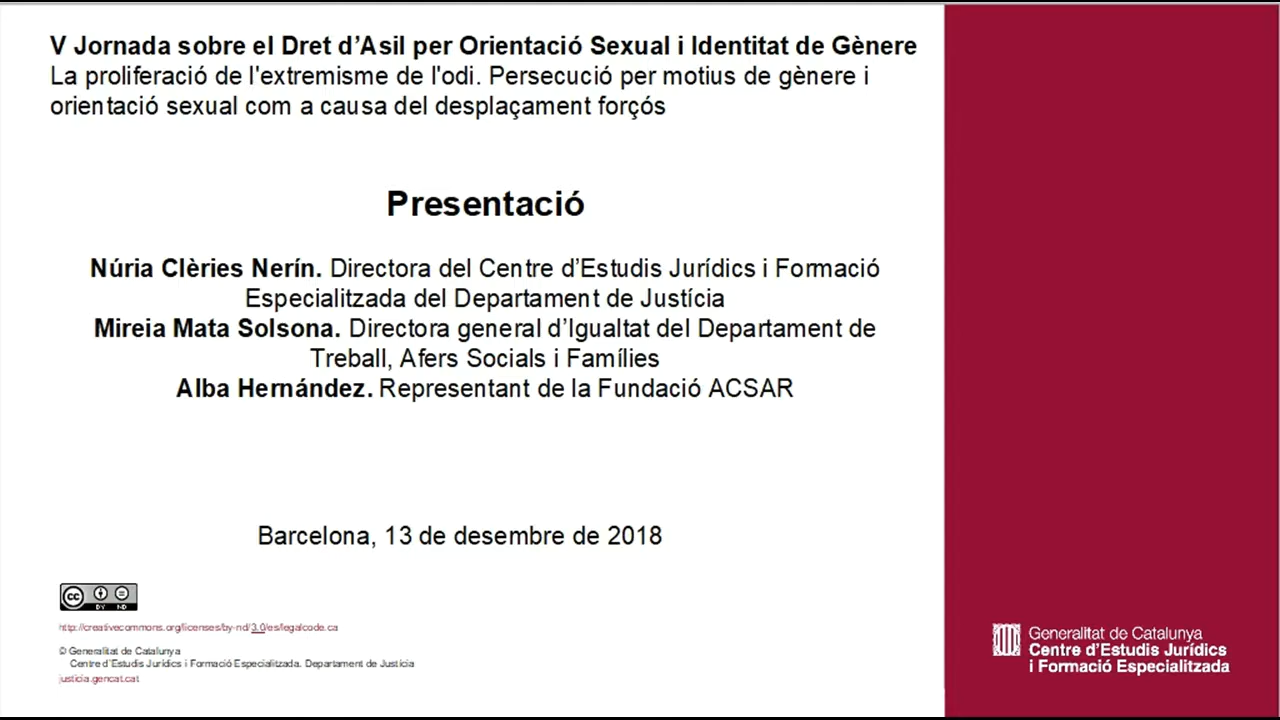 V Jornada sobre el Dret d’Asil per Orientació Sexual i Identitat de Gènere
La proliferació de l'extremisme de l'odi. Persecució per motius de gènere i
orientació sexual com a causa del desplaçament forçós
Presentació
Núria Clèries Nerín. Directora del Centre d’Estudis Jurídics i Formació
Especialitzada del Departament de Justícia
Mireia Mata Solsona. Directora general d’Igualtat del Departament de
Treball, Afers Socials i Famílies
Alba Hernández. Representant de la Fundació ACSAR
Barcelona, 13 de desembre de 2018
cc
BY ND
http://creativecommons.org/licenses/by-nd/3.0/es/legalcode.ca
© Generalitat de Catalunya
Centre d’Estudis Jurídics i Formació Especialitzada. Departament de Justícia
justicia.gencat.cat
Generalitat de Catalunya
Centre d’Estudis Jurídics
i Formació Especialitzada